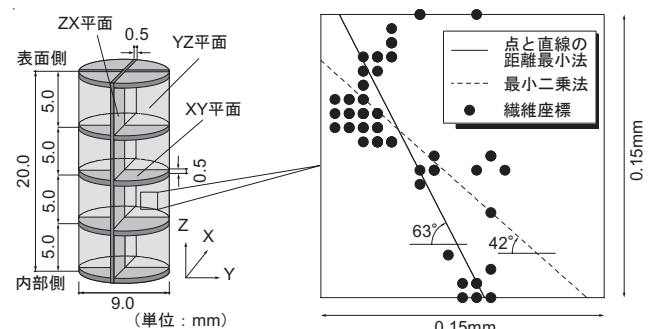 ZX平面
0.5
YZ平面
表面側
XY平面
5.0
5.0
5.0
5.0
20.0
0.5
Z
X
Y
内部側
9.0
(単位:mm)
点と直線の
距離最小法
最小二乗法
繊維座標
63°
42°
0.15mm
0.15mm